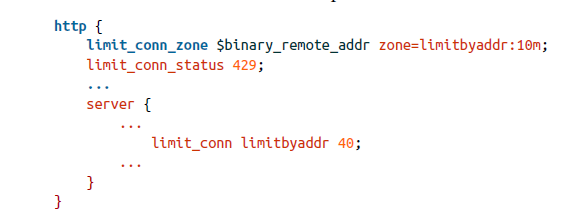 http {
limit_conn_zone $binary_remote_addr zone=limitbyaddr:10m;
limit_conn_status 429;
...
server {
...
limit_conn limitbyaddr 40;
...
}
}